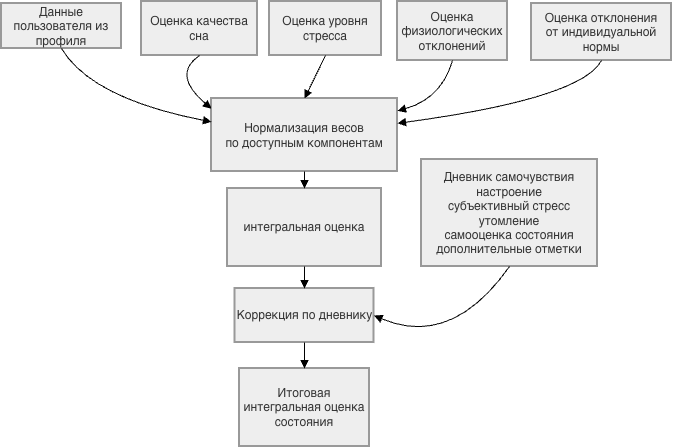 Данные
пользователя из
профиля
Оценка качества
сна
Оценка уровня
стресса
Оценка
физиологических
отклонений
Оценка отклонения
от индивидуальной
нормы
Нормализация весов
по доступным компонентам
интегральная оценка
Дневник самочувствия
настроение
субъективный стресс
утомление
самооценка состояния
дополнительные отметки
Коррекция по дневнику
Итоговая
интегральная оценка
состояния